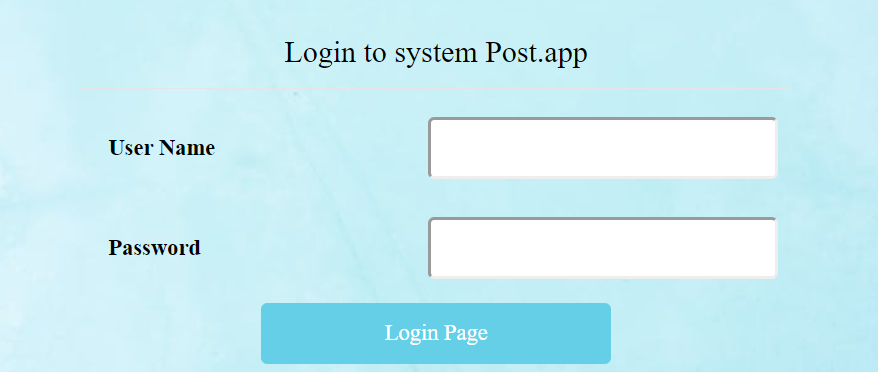 Login to system Post.app
User Name
Password
Login Page